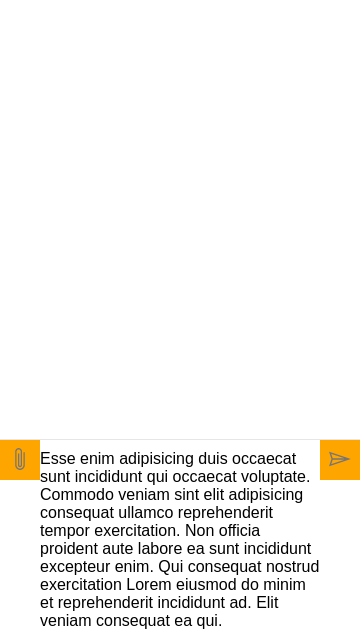 Esse enim adipisicing duis occaecat
sunt incididunt qui occaecat voluptate.
Commodo veniam sint elit adipisicing
consequat ullamco reprehenderit
tempor exercitation. Non officia
proident aute labore ea sunt incididunt
excepteur enim. Qui consequat nostrud
exercitation Lorem eiusmod do minim
et reprehenderit incididunt ad. Elit
veniam consequat ea qui.